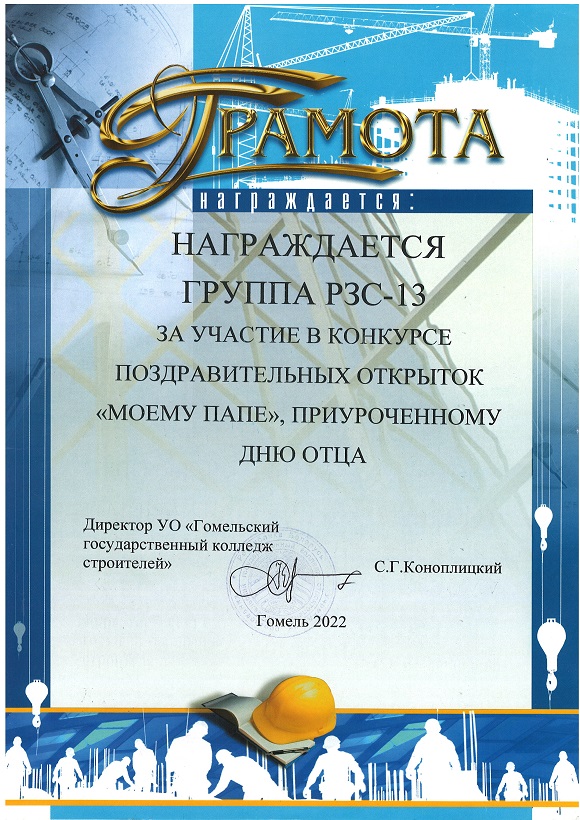 ГРАМОТА
награждается:
НАГРАЖДАЕТСЯ
ГРУППА РЗС-13
ЗА УЧАСТИЕ В КОНКУРСЕ
ПОЗДРАВИТЕЛЬНЫХ ОТКРЫТОК
«МОЕМУ ПАПЕ», ПРИУРОЧЕННОМУ
ДНЮ ОТЦА
Директор УО «Гомельский
государственный колледж
строителей»
С.Г.Коноплицкий
Гомель 2022